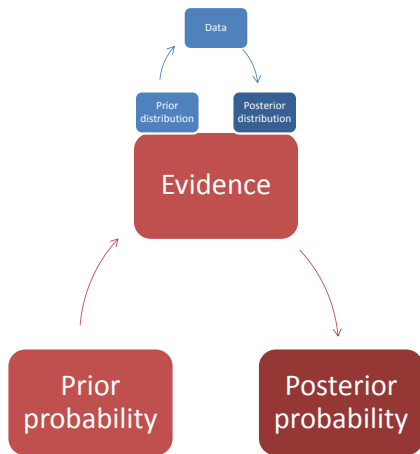 Data
Prior
distribution
Posterior
distribution
Evidence
Prior
probability
Posterior
probability